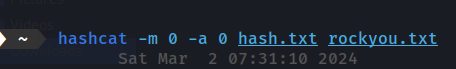 ~ hashcat -m 0 -a 0 hash.txt rockyou.txt
Sat Mar 2 07:31:10 2024